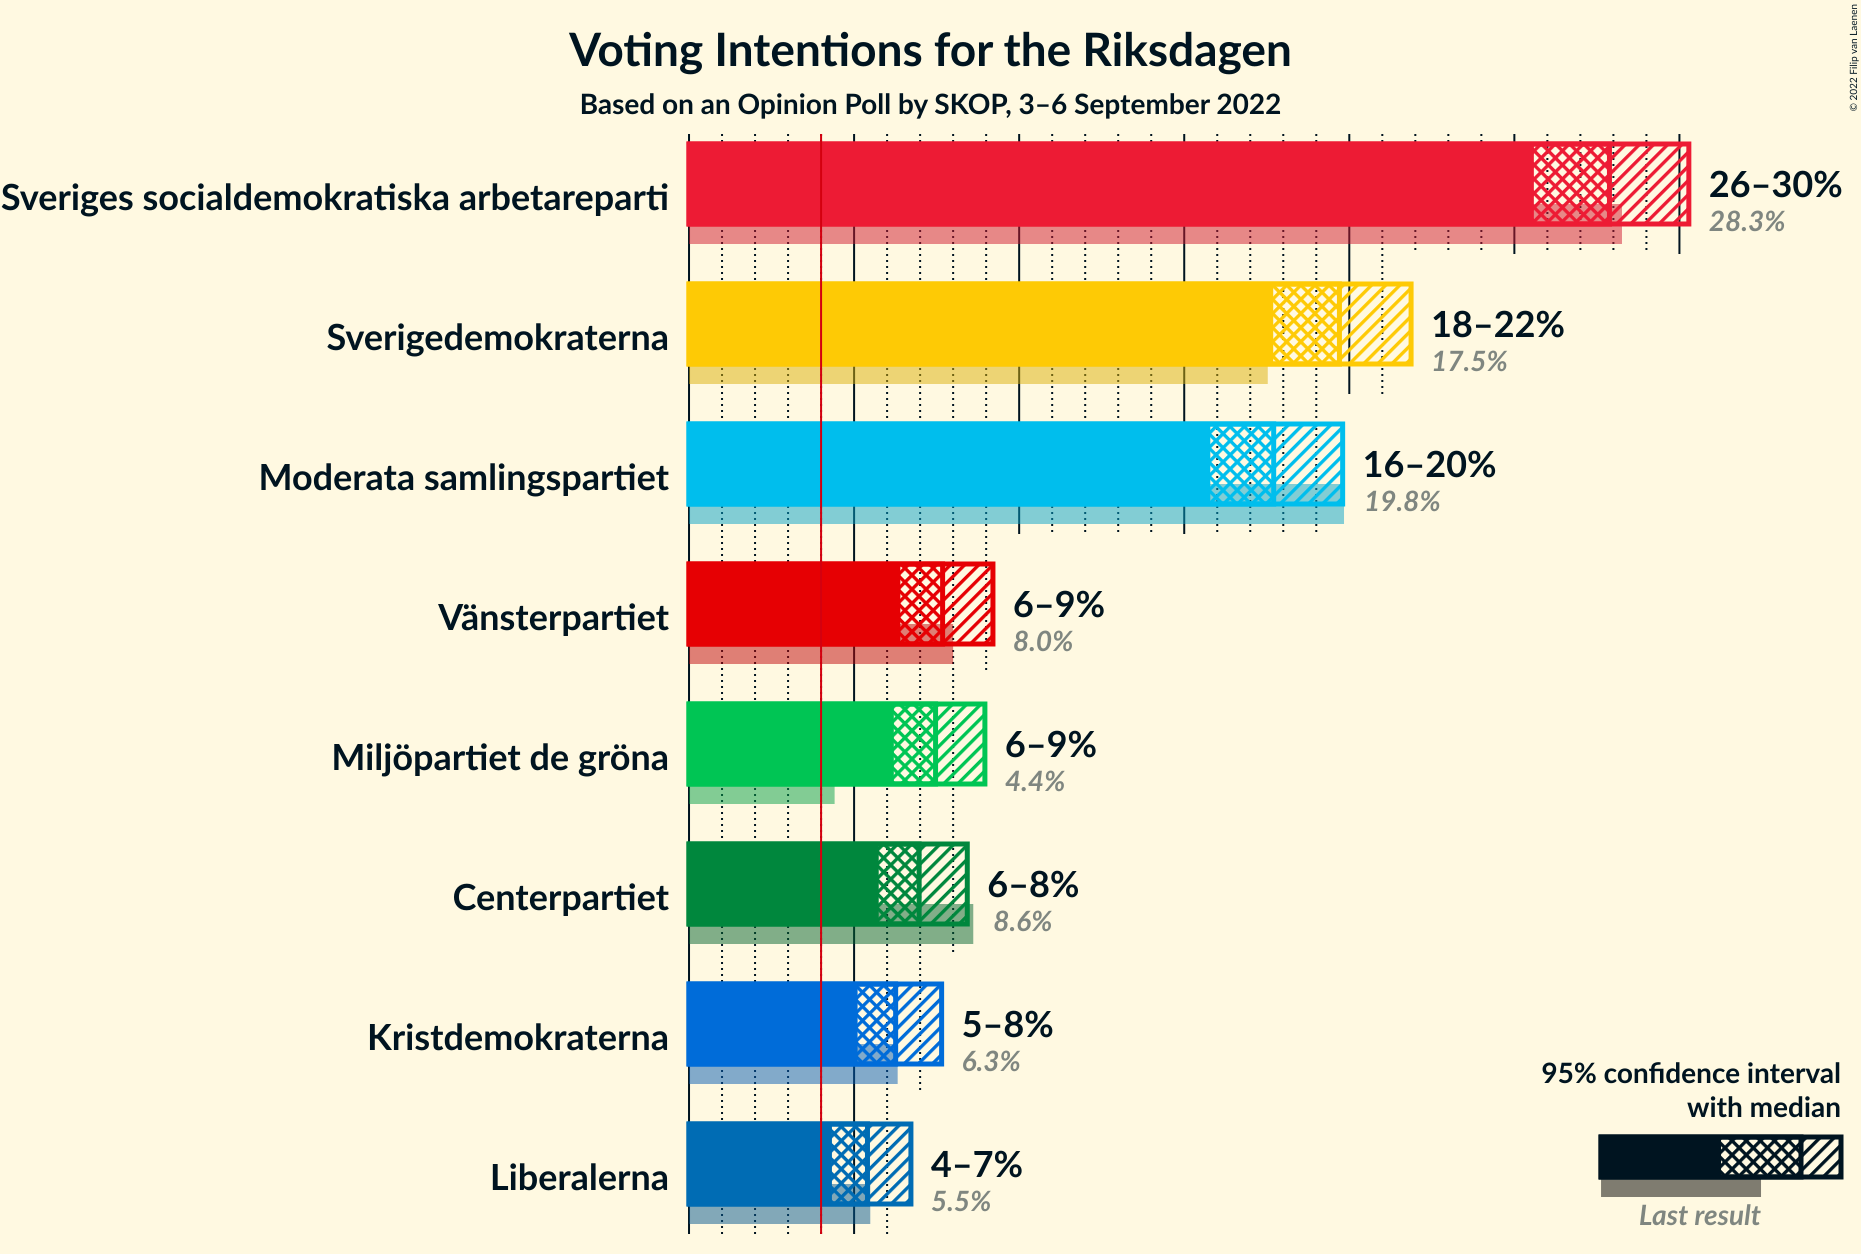 Voting Intentions for the Riksdagen
Based on an Opinion Poll by SKOP, 3–6 September 2022
© 2022 Filip van Laenen
Sveriges socialdemokratiska arbetareparti
26–30%
28.3%
Sverigedemokraterna
18–22%
17.5%
Moderata samlingspartiet
16–20%
19.8%
Vänsterpartiet
6–9%
8.0%
Miljöpartiet de gröna
6–9%
4.4%
Centerpartiet
6–8%
8.6%
Kristdemokraterna
5–8%
6.3%
Liberalerna
4–7%
5.5%
95% confidence interval
with median
Last result